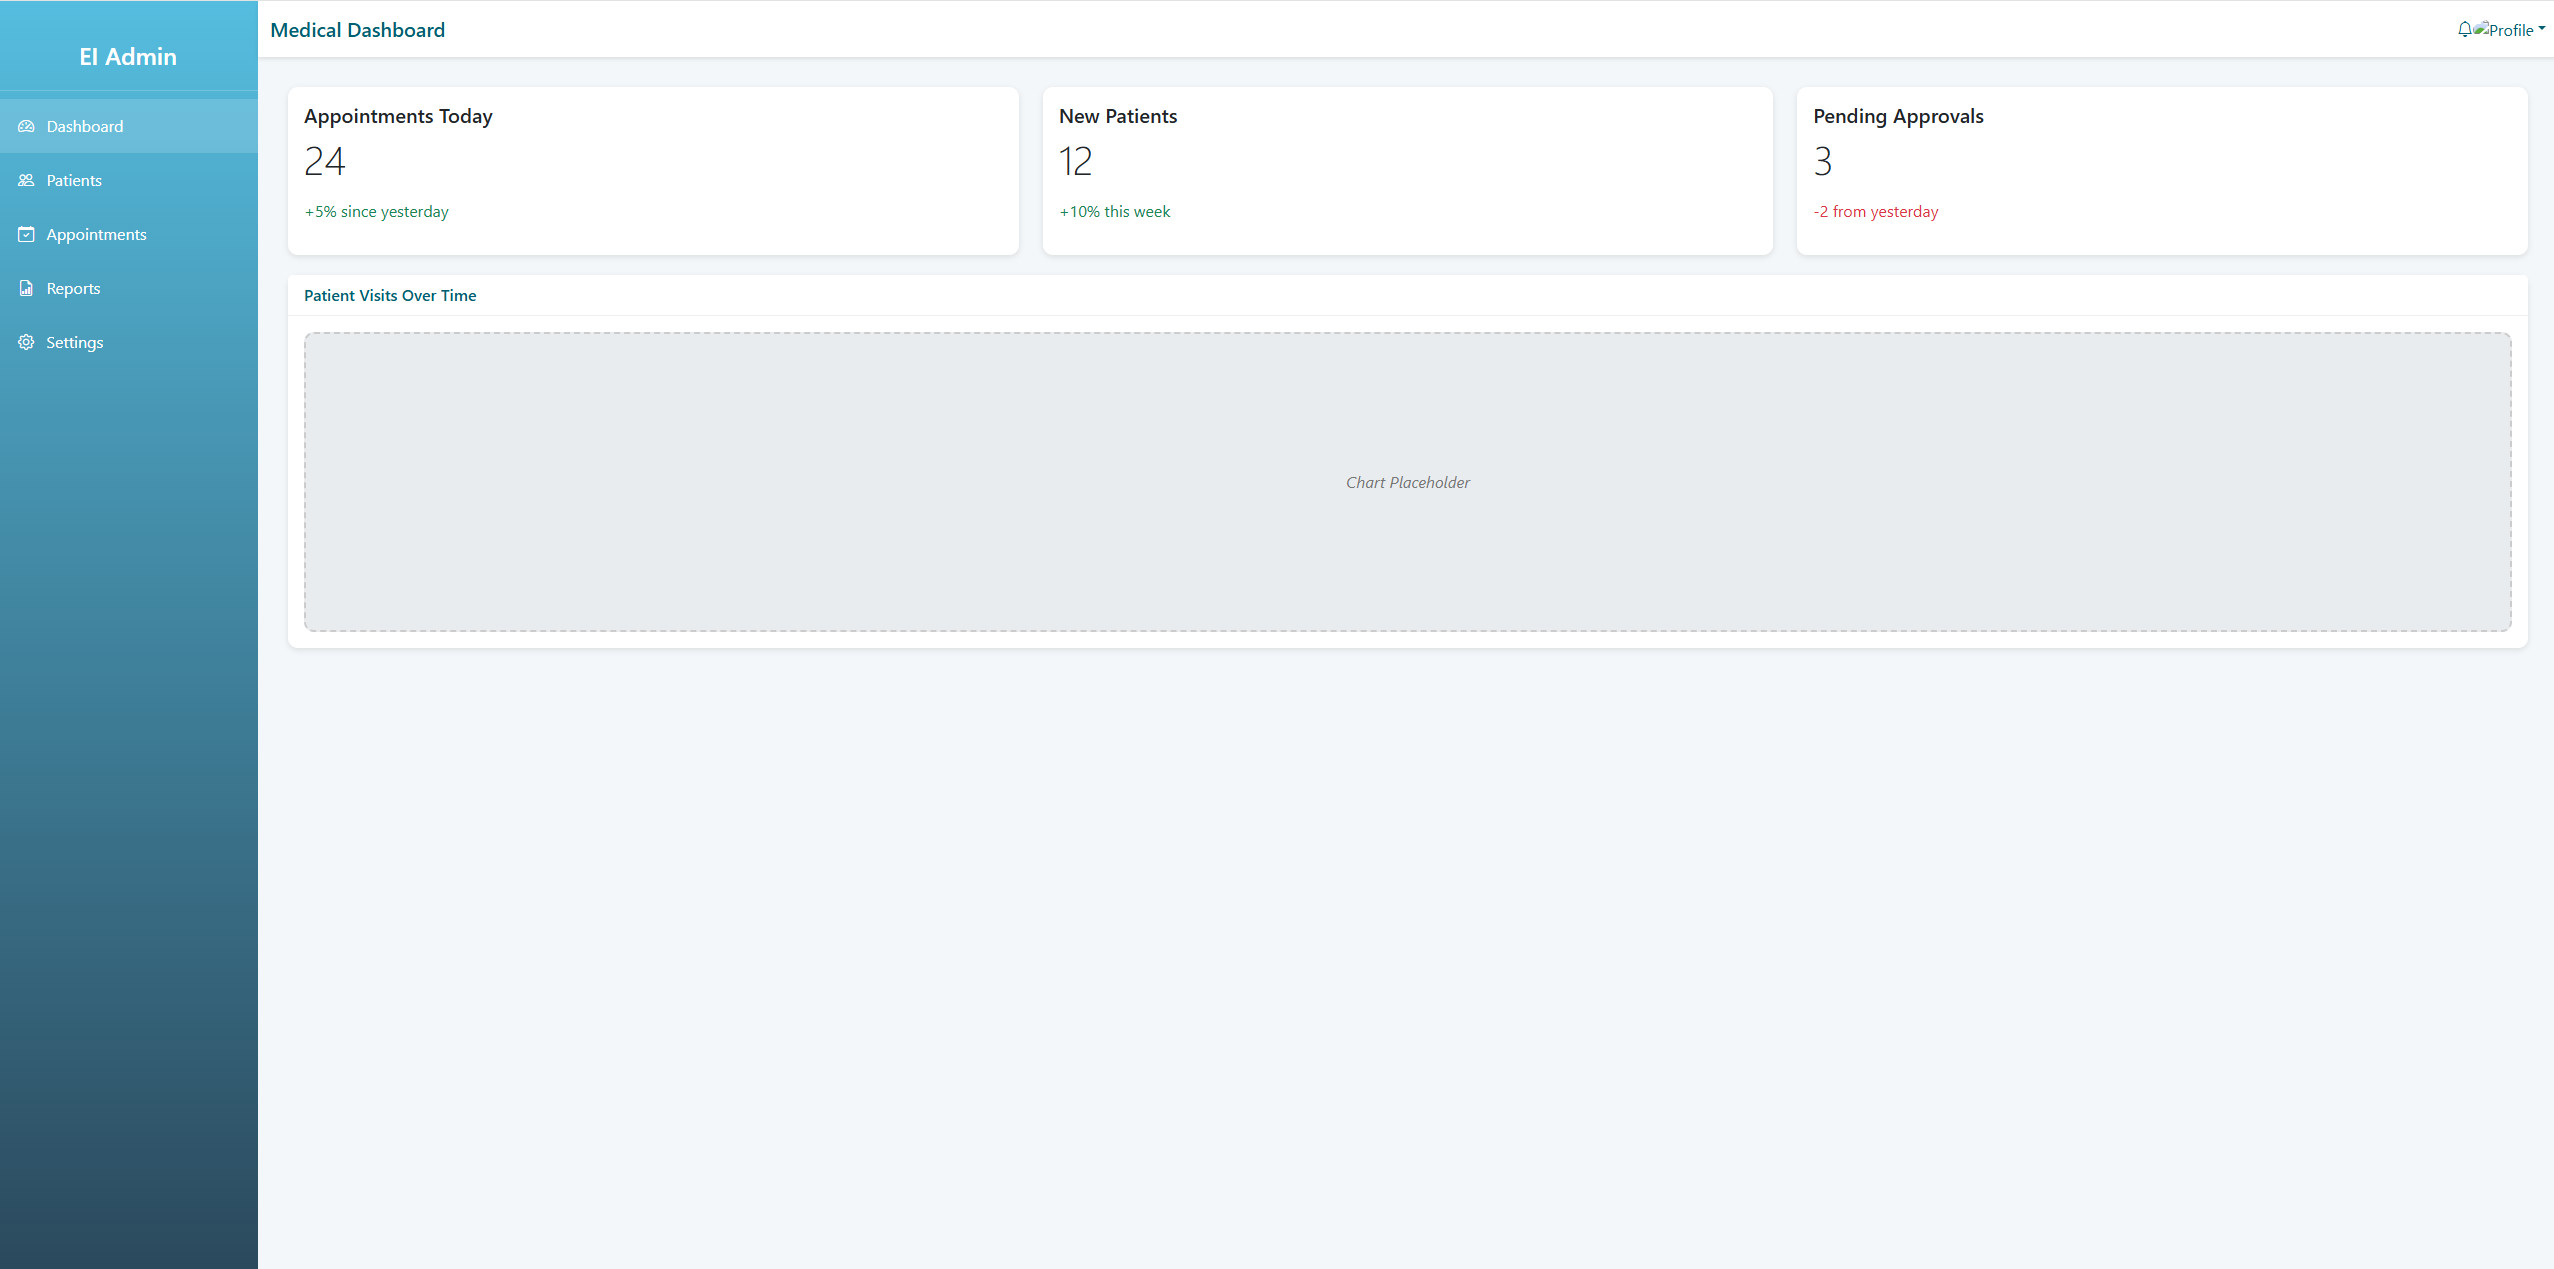 EI Admin
Dashboard
Patients
Appointments
Reports
Settings
Medical Dashboard
Profile
Appointments Today
24
+5% since yesterday
New Patients
12
+10% this week
Pending Approvals
3
-2 from yesterday
Patient Visits Over Time
Chart Placeholder